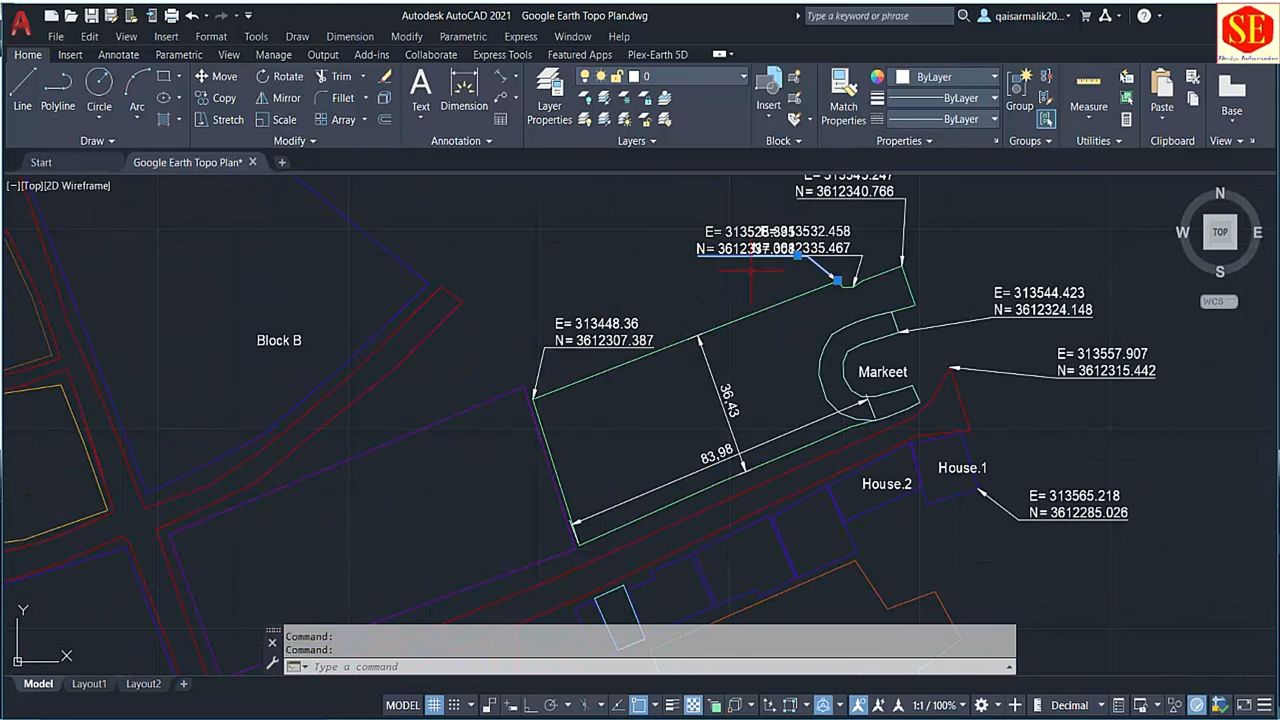 Autodesk AutoCAD 2021 Google Earth Topo Plan.dwg
Type a keyword or phrase
qaisarmalik20...
SE
File Edit View Insert Format Tools Draw Dimension Modify Parametric Express Window Help
Home Insert Annotate Parametric View Manage Output Add-ins Collaborate Express Tools Featured Apps Plex-Earth 5D
Line
Polyline
Circle
Arc
Move
Rotate
Trim
Copy
Mirror
Fillet
Stretch
Scale
Array
Text
Dimension
Layer
Properties
0
Insert
Match
Properties
ByLayer
ByLayer
ByLayer
Group
Measure
Paste
Base
Draw
Modify
Annotation
Layers
Block
Properties
Groups
Utilities
Clipboard
View
Start
Google Earth Topo Plan*
[−][Top][2D Wireframe]
N
W
TOP
E
S
WCS
N= 3612340.766
Block B
E= 313448.36
N= 3612307.387
E= 313544.423
N= 3612324.148
Markeet
E= 313557.907
N= 3612315.442
36,43
83,98
House.1
House.2
E= 313565.218
N= 3612285.026
Y
X
Command:
Command:
Type a command
Model Layout1 Layout2
MODEL
1:1 / 100%
Decimal